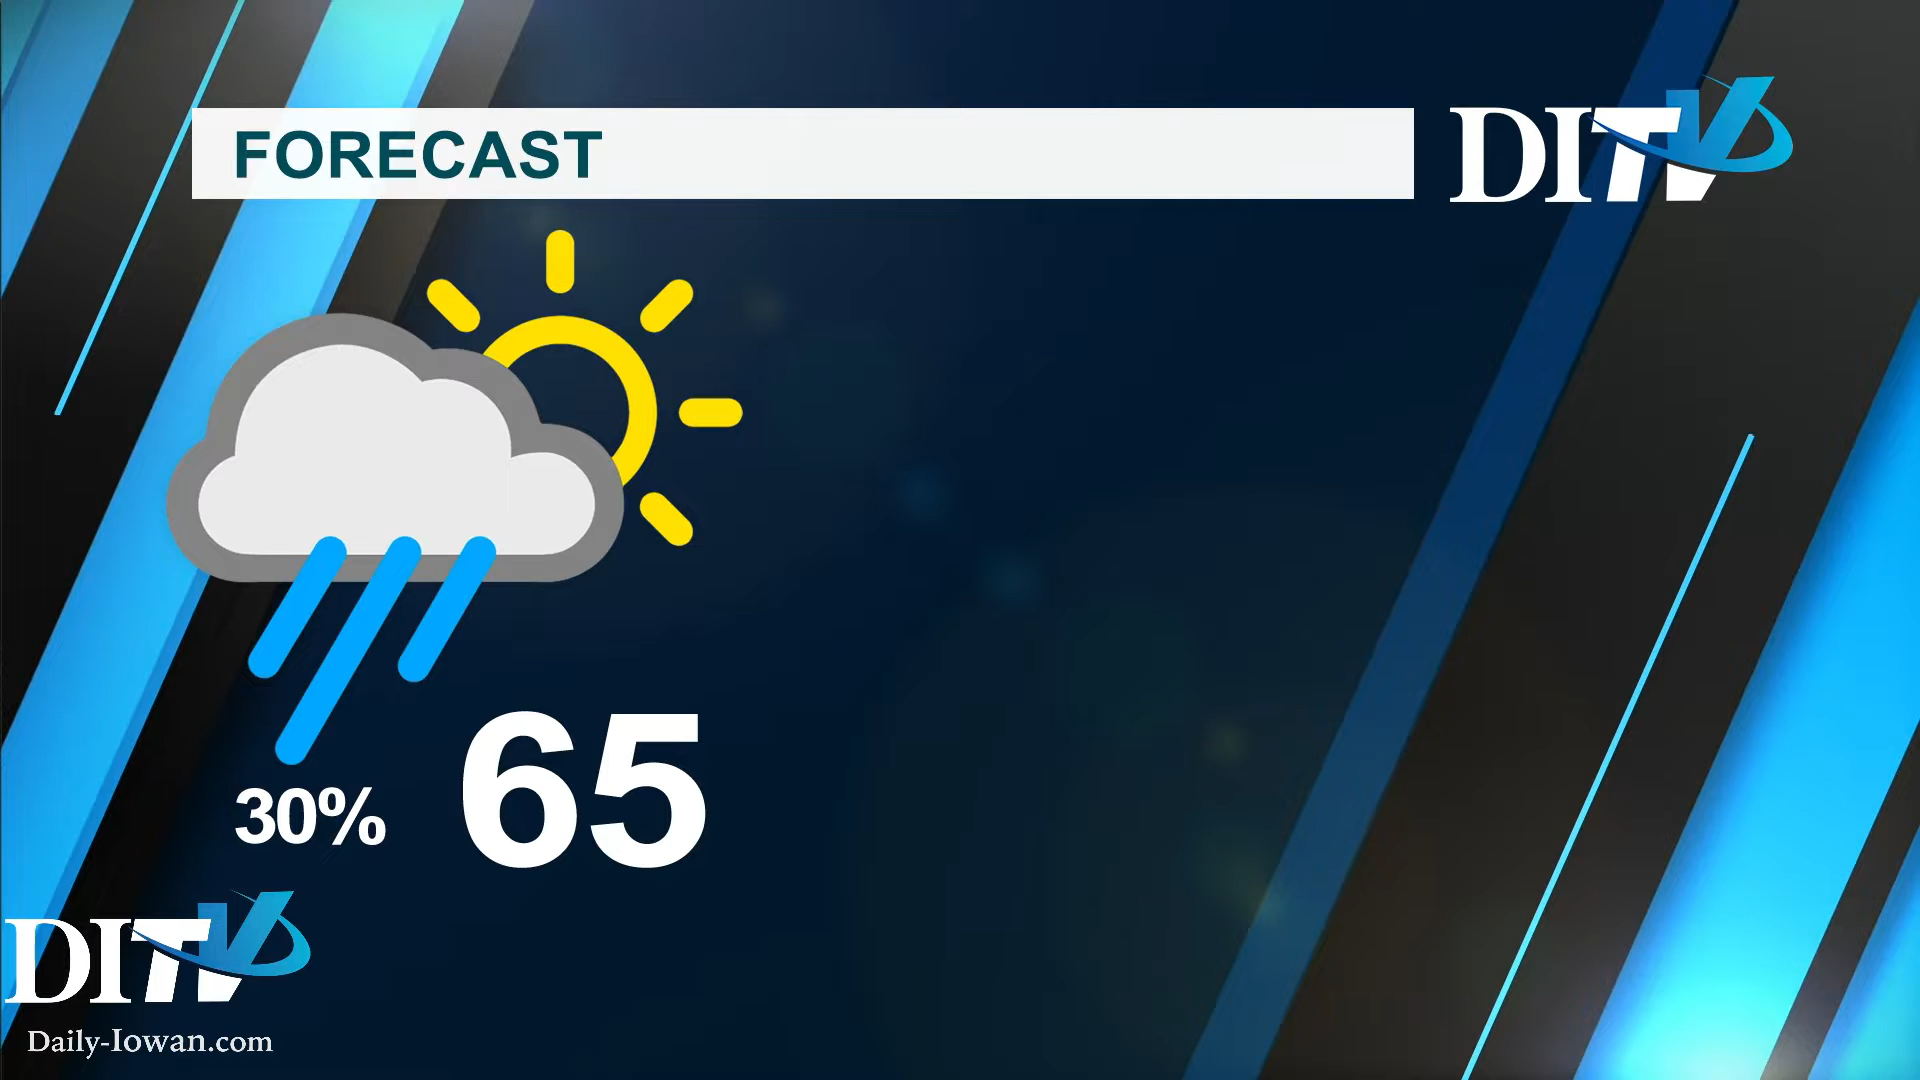 FORECAST
DITV
30%
65
DITV
Daily-Iowan.com